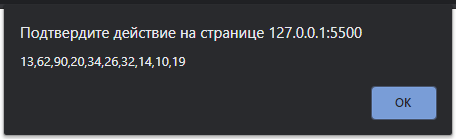 Подтвердите действие на странице 127.0.0.1:5500
13,62,90,20,34,26,32,14,10,19
ОК